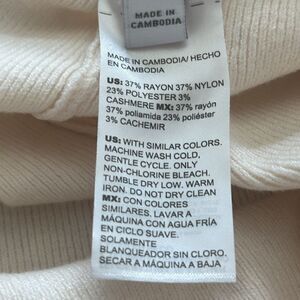 MADE IN
CAMBODIA
MADE IN CAMBODIA/ HECHO
EN CAMBODIA
US: 37% RAYON 37% NYLON
23% POLYESTER 3%
CASHMERE MX: 37% rayón
37% poliamida 23% poliéster
3% CACHEMIR
US: WITH SIMILAR COLORS.
MACHINE WASH COLD,
GENTLE CYCLE. ONLY
NON-CHLORINE BLEACH.
TUMBLE DRY LOW. WARM
IRON. DO NOT DRY CLEAN
MX: CON COLORES
SIMILARES. LAVAR A
MÁQUINA CON AGUA FRÍA
EN CICLO SUAVE.
SOLAMENTE
BLANQUEADOR SIN CLORO.
SECAR A MÁQUINA A BAJA